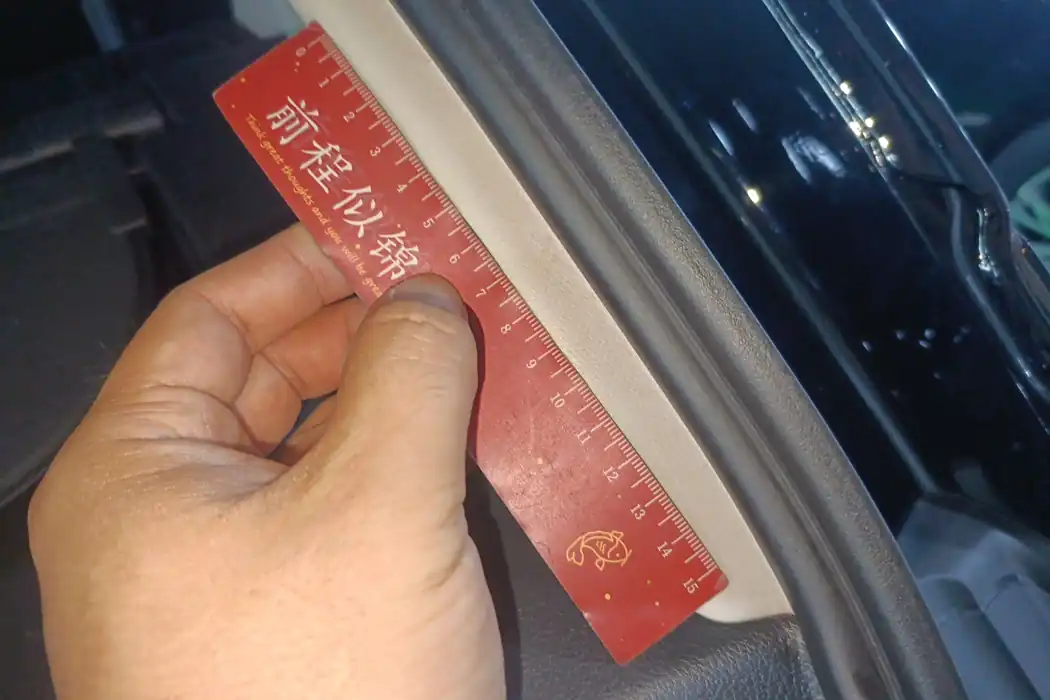 0 1 2 3 4 5 6 7 8 9 10 11 12 13 14 15
前程似锦
Think great thoughts and you will be great